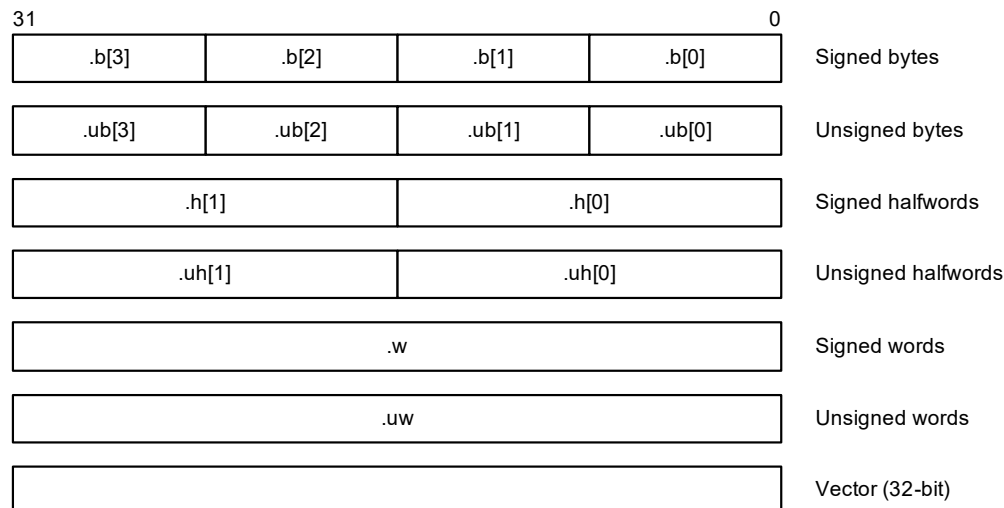 31 0
.b[3] .b[2] .b[1] .b[0] Signed bytes
.ub[3] .ub[2] .ub[1] .ub[0] Unsigned bytes
.h[1] .h[0] Signed halfwords
.uh[1] .uh[0] Unsigned halfwords
.w Signed words
.uw Unsigned words
Vector (32-bit)